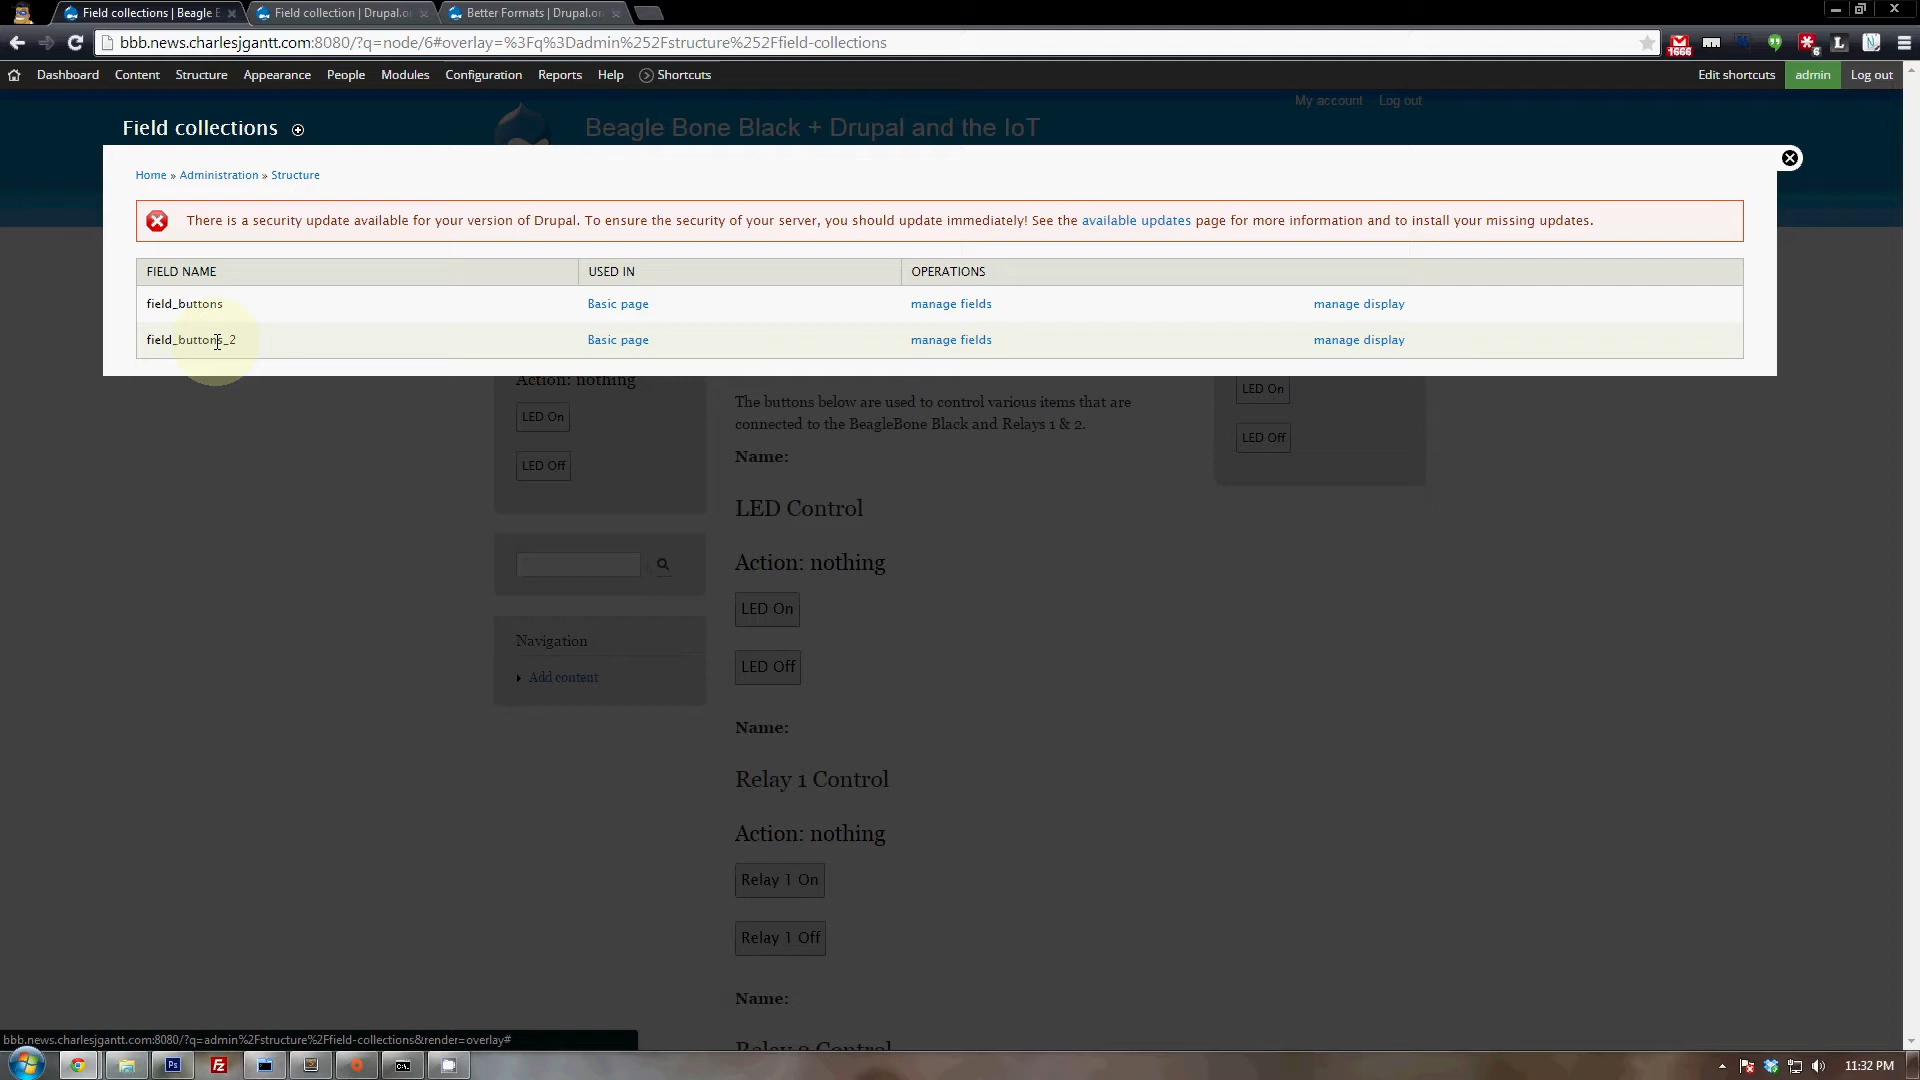 Field collections | Beagle B
Field collection | Drupal.o
Better Formats | Drupal.o
bbb.news.charlesjgantt.com:8080/?q=node/6#overlay=%3Fq%3Dadmin%252Fstructure%252Ffield-collections
1666
6
L
N
Dashboard Content Structure Appearance People Modules Configuration Reports Help Shortcuts Edit shortcuts admin Log out
My account Log out
Field collections
Beagle Bone Black + Drupal and the IoT
Home » Administration » Structure
There is a security update available for your version of Drupal. To ensure the security of your server, you should update immediately! See the available updates page for more information and to install your missing updates.
FIELD NAME USED IN OPERATIONS
field_buttons Basic page manage fields manage display
field_buttons_2 Basic page manage fields manage display
Action: nothing
LED On
LED Off
Navigation
Add content
The buttons below are used to control various items that are
connected to the BeagleBone Black and Relays 1 & 2.
Name:
LED Control
Action: nothing
LED On
LED Off
Name:
Relay 1 Control
Action: nothing
Relay 1 On
Relay 1 Off
Name:
Relay 2 Control
LED On
LED Off
bbb.news.charlesjgantt.com:8080/?q=admin%2Fstructure%2Ffield-collections&render=overlay#
Ps
Fz
C:\
11:32 PM